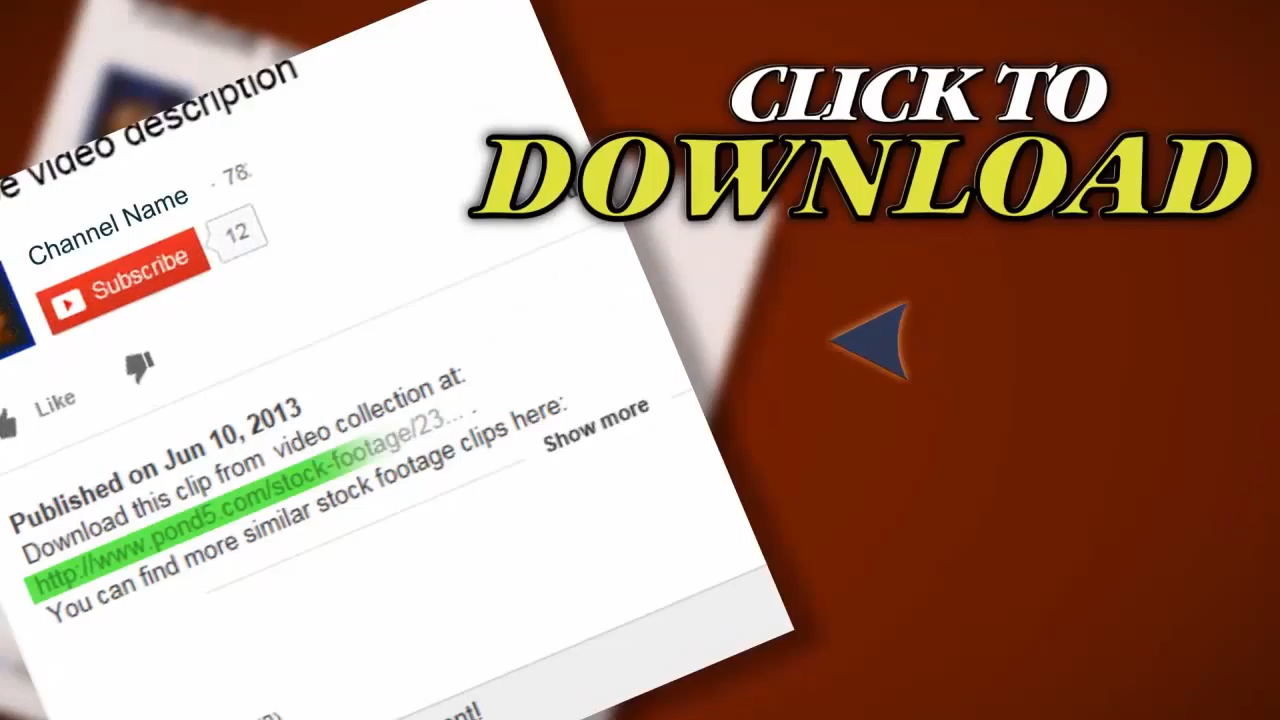 CLICK TO
DOWNLOAD
e video description
Channel Name
Subscribe
12
Like
Published on Jun 10, 2013
Download this clip from video collection at:
http://www.pond5.com/stock-footage/23... .
You can find more similar stock footage clips here:
Show more